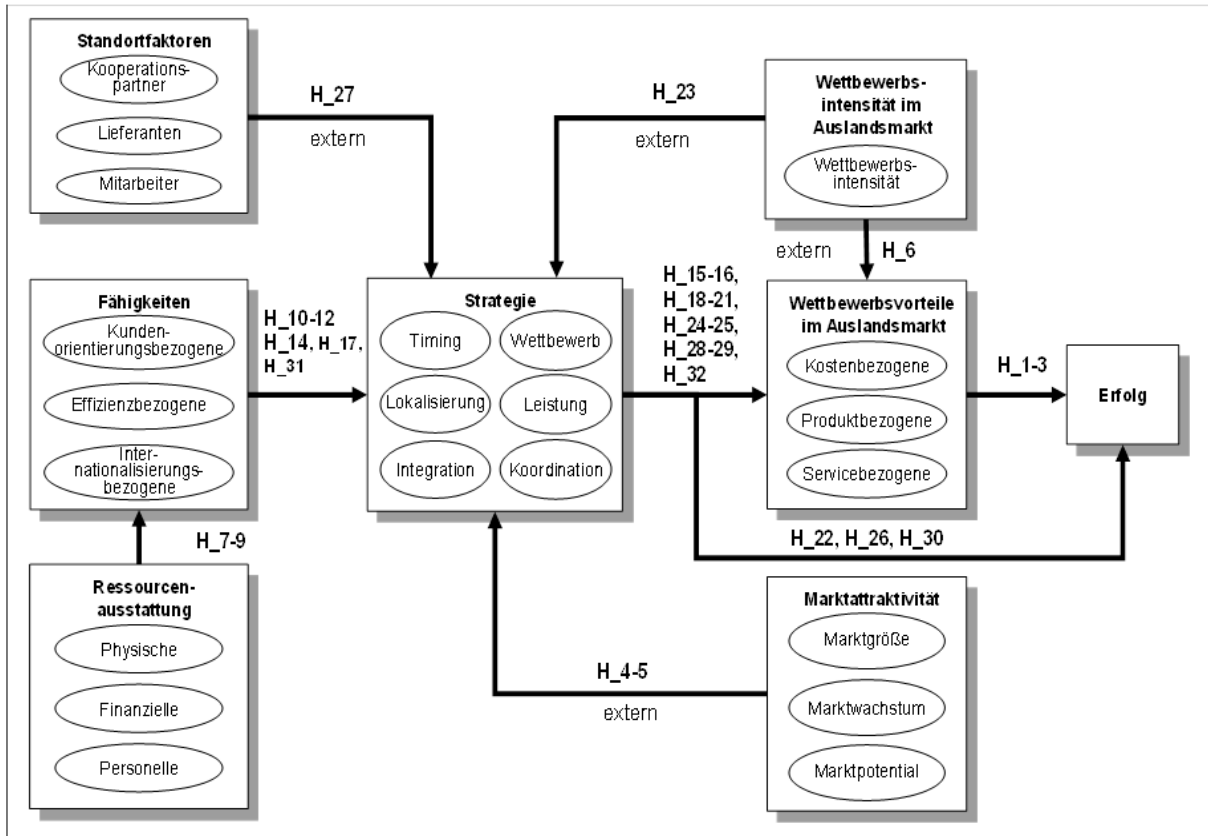 Standortfaktoren
Kooperations-
partner
Lieferanten
Mitarbeiter
H_27
extern
H_23
extern
Wettbewerbs-
intensität im
Auslandsmarkt
Wettbewerbs-
intensität
extern
H_6
Fähigkeiten
Kunden-
orientierungsbezogene
Effizienzbezogene
Inter-
nationalisierungs-
bezogene
H_10-12
H_14, H_17,
H_31
Strategie
Timing
Wettbewerb
Lokalisierung
Leistung
Integration
Koordination
H_15-16,
H_18-21,
H_24-25,
H_28-29,
H_32
Wettbewerbsvorteile
im Auslandsmarkt
Kostenbezogene
Produktbezogene
Servicebezogene
H_1-3
Erfolg
H_22, H_26, H_30
H_7-9
Ressourcen-
ausstattung
Physische
Finanzielle
Personelle
H_4-5
extern
Marktattraktivität
Marktgröße
Marktwachstum
Marktpotential